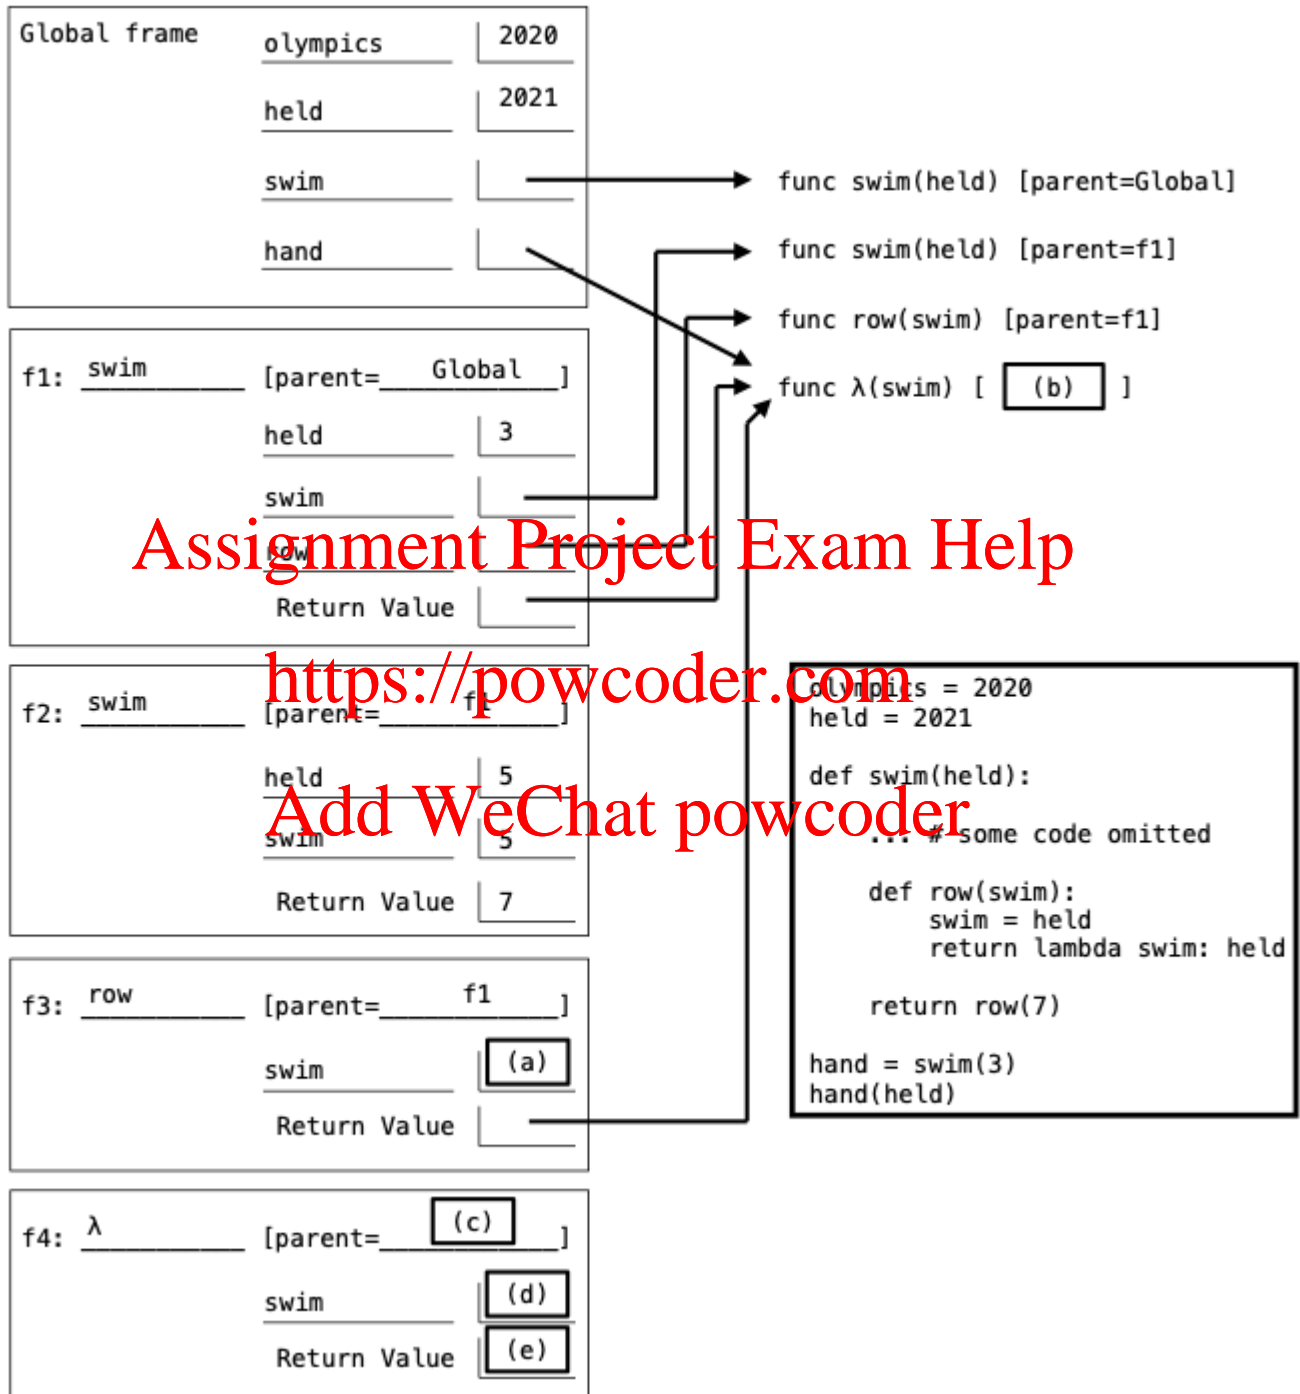 Global frame
olympics 2020
held 2021
swim
hand
func swim(held) [parent=Global]
func swim(held) [parent=f1]
func row(swim) [parent=f1]
func λ(swim) [ (b) ]
f1: swim [parent=Global]
held 3
swim
row
Return Value
Assignment Project Exam Help
f2: swim [parent=f1]
held 5
swim 5
Return Value 7
https://powcoder.com
Add WeChat powcoder
f3: row [parent=f1]
swim (a)
Return Value
f4: λ [parent=(c)]
swim (d)
Return Value (e)
olympics = 2020
held = 2021
def swim(held):
... # some code omitted
def row(swim):
swim = held
return lambda swim: held
return row(7)
hand = swim(3)
hand(held)